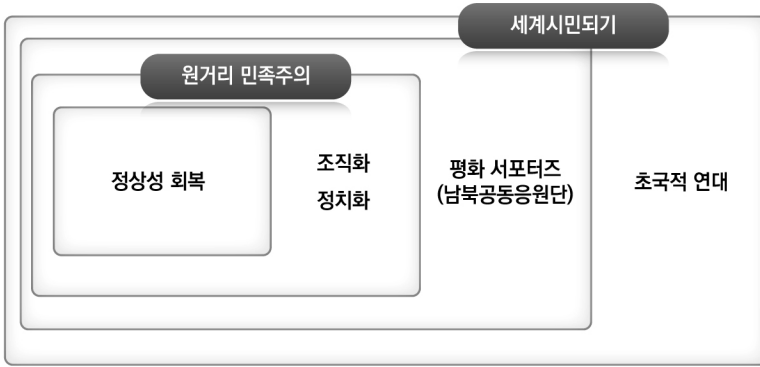 세계시민되기
원거리 민족주의
정상성 회복
조직화
정치화
평화 서포터즈
(남북공동응원단)
초국적 연대